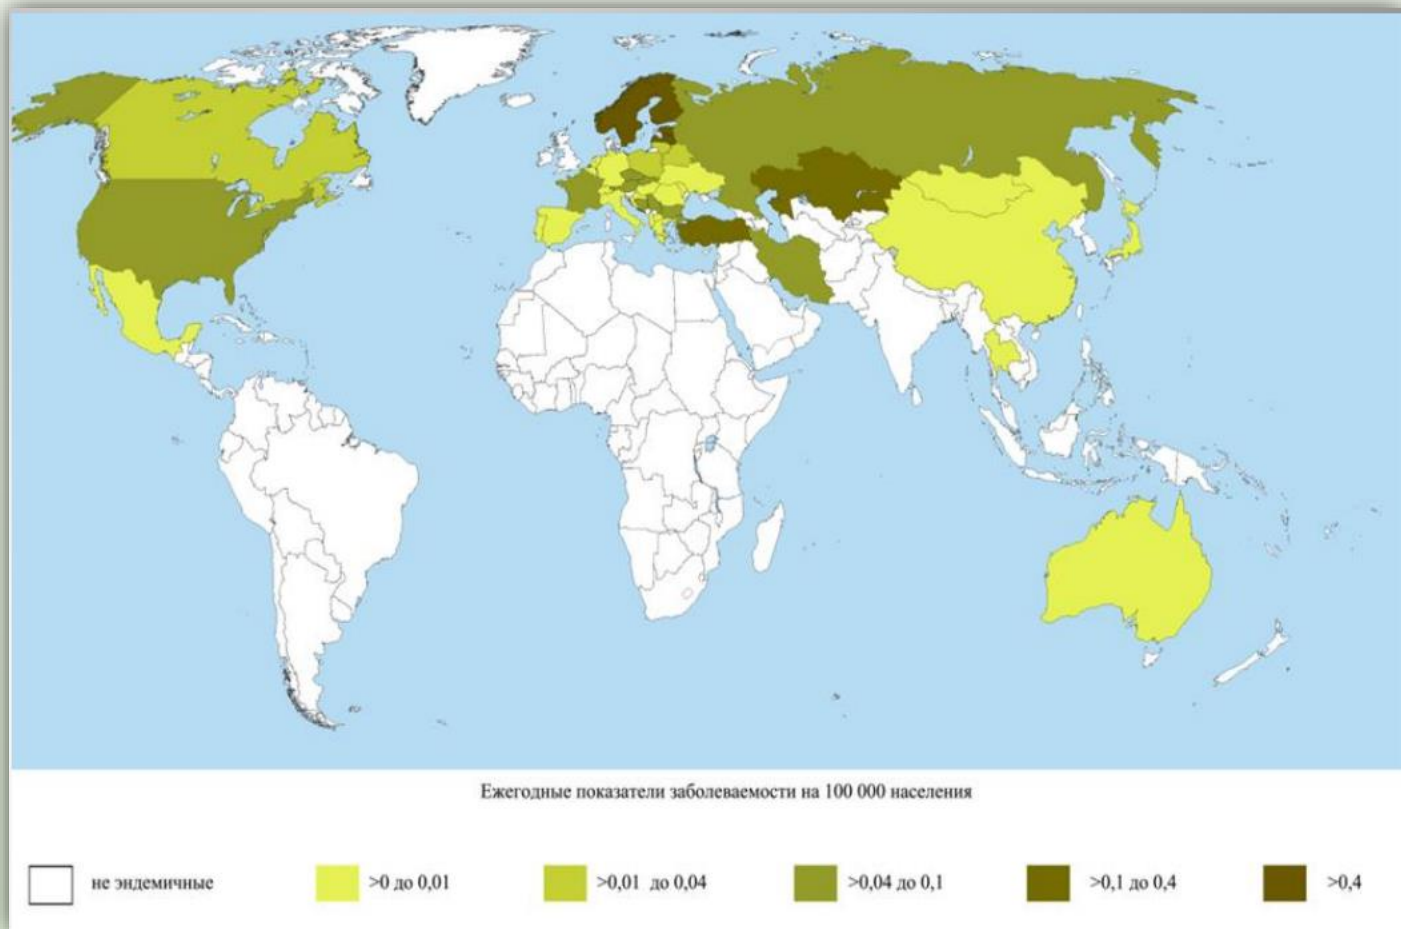 Ежегодные показатели заболеваемости на 100 000 населения
не эндемичные >0 до 0,01 >0,01 до 0,04 >0,04 до 0,1 >0,1 до 0,4 >0,4